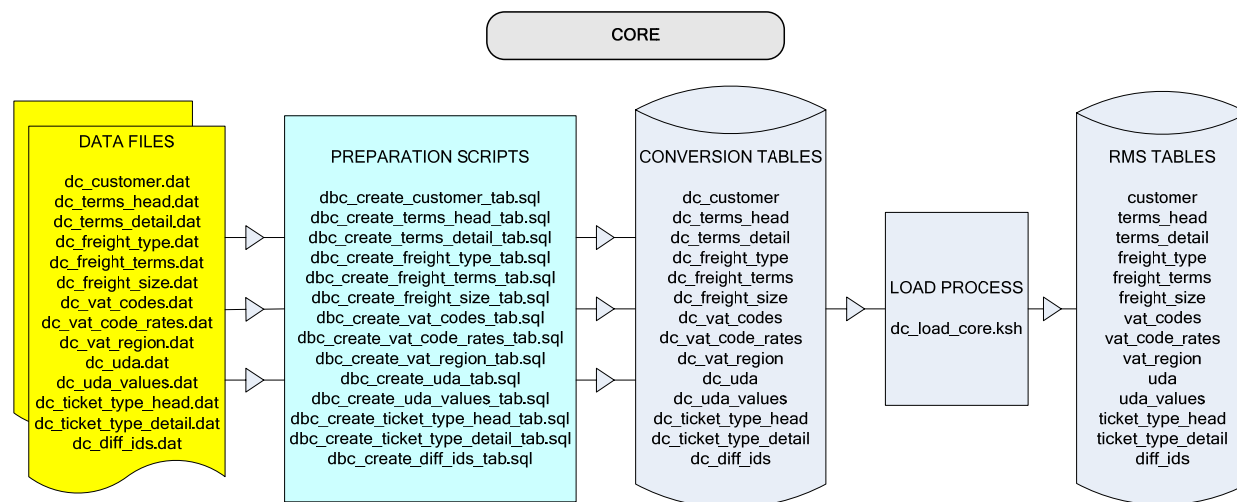 CORE
DATA FILES
dc_customer.dat
dc_terms_head.dat
dc_terms_detail.dat
dc_freight_type.dat
dc_freight_terms.dat
dc_freight_size.dat
dc_vat_codes.dat
dc_vat_code_rates.dat
dc_vat_region.dat
dc_uda.dat
dc_uda_values.dat
dc_ticket_type_head.dat
dc_ticket_type_detail.dat
dc_diff_ids.dat
PREPARATION SCRIPTS
dbc_create_customer_tab.sql
dbc_create_terms_head_tab.sql
dbc_create_terms_detail_tab.sql
dbc_create_freight_type_tab.sql
dbc_create_freight_terms_tab.sql
dbc_create_freight_size_tab.sql
dbc_create_vat_codes_tab.sql
dbc_create_vat_code_rates_tab.sql
dbc_create_vat_region_tab.sql
dbc_create_uda_tab.sql
dbc_create_uda_values_tab.sql
dbc_create_ticket_type_head_tab.sql
dbc_create_ticket_type_detail_tab.sql
dbc_create_diff_ids_tab.sql
CONVERSION TABLES
dc_customer
dc_terms_head
dc_terms_detail
dc_freight_type
dc_freight_terms
dc_freight_size
dc_vat_codes
dc_vat_code_rates
dc_vat_region
dc_uda
dc_uda_values
dc_ticket_type_head
dc_ticket_type_detail
dc_diff_ids
LOAD PROCESS
dc_load_core.ksh
RMS TABLES
customer
terms_head
terms_detail
freight_type
freight_terms
freight_size
vat_codes
vat_code_rates
vat_region
uda
uda_values
ticket_type_head
ticket_type_detail
diff_ids